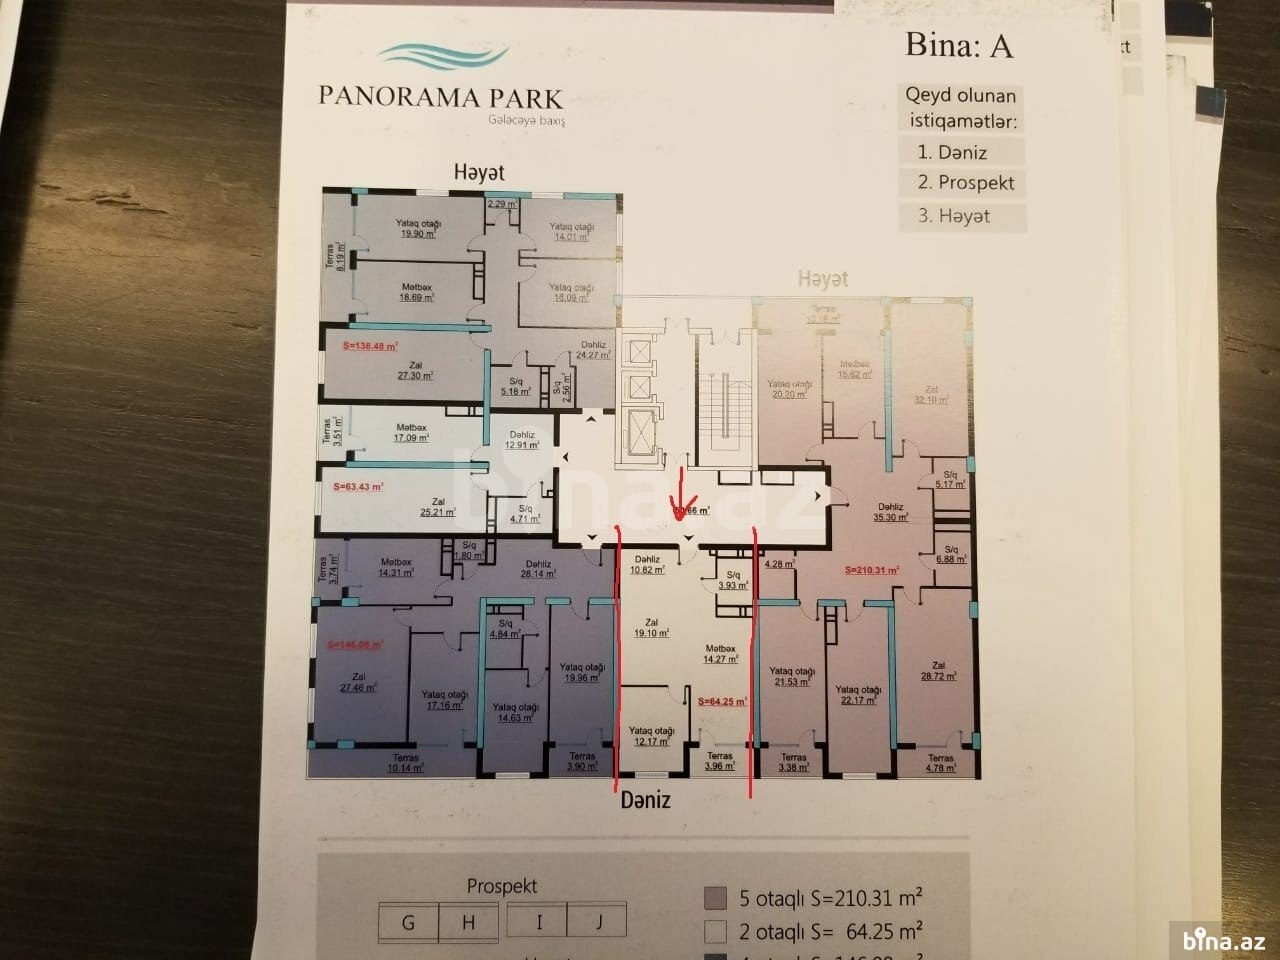 PANORAMA PARK
Gələcəyə baxış
Bina: A
Qeyd olunan
istiqamətlər:
1. Dəniz
2. Prospekt
3. Həyət
kt
Həyət
Həyət
2.29 m²
Yataq otağı
19.90 m²
Yataq otağı
14.01 m²
Terras
8.19 m²
Mətbəx
18.69 m²
Yataq otağı
16.09 m²
S=138.48 m²
Zal
27.30 m²
Dəhliz
24.27 m²
S/q
5.18 m²
S/q
2.56 m²
Terras
12.18 m²
Yataq otağı
20.20 m²
Mətbəx
15.62 m²
Zal
32.10 m²
Terras
3.51 m²
Mətbəx
17.09 m²
Dəhliz
12.91 m²
S=63.43 m²
Zal
25.21 m²
S/q
4.71 m²
.66 m²
S/q
5.17 m²
Dəhliz
35.30 m²
S/q
6.88 m²
Terras
3.74 m²
Mətbəx
14.31 m²
S/q
1.80 m²
Dəhliz
28.14 m²
Dəhliz
10.82 m²
S/q
3.93 m²
4.28 m²
S=210.31 m²
S=146.08 m²
Zal
27.46 m²
S/q
4.84 m²
Yataq otağı
17.16 m²
Yataq otağı
14.63 m²
Yataq otağı
19.96 m²
Zal
19.10 m²
Mətbəx
14.27 m²
S=64.25 m²
Yataq otağı
12.17 m²
Yataq otağı
21.53 m²
Yataq otağı
22.17 m²
Zal
28.72 m²
Terras
10.14 m²
Terras
3.90 m²
Terras
3.96 m²
Terras
3.38 m²
Terras
4.78 m²
Dəniz
bina.az
Prospekt
G H I J
5 otaqlı S=210.31 m²
2 otaqlı S= 64.25 m²
bina.az